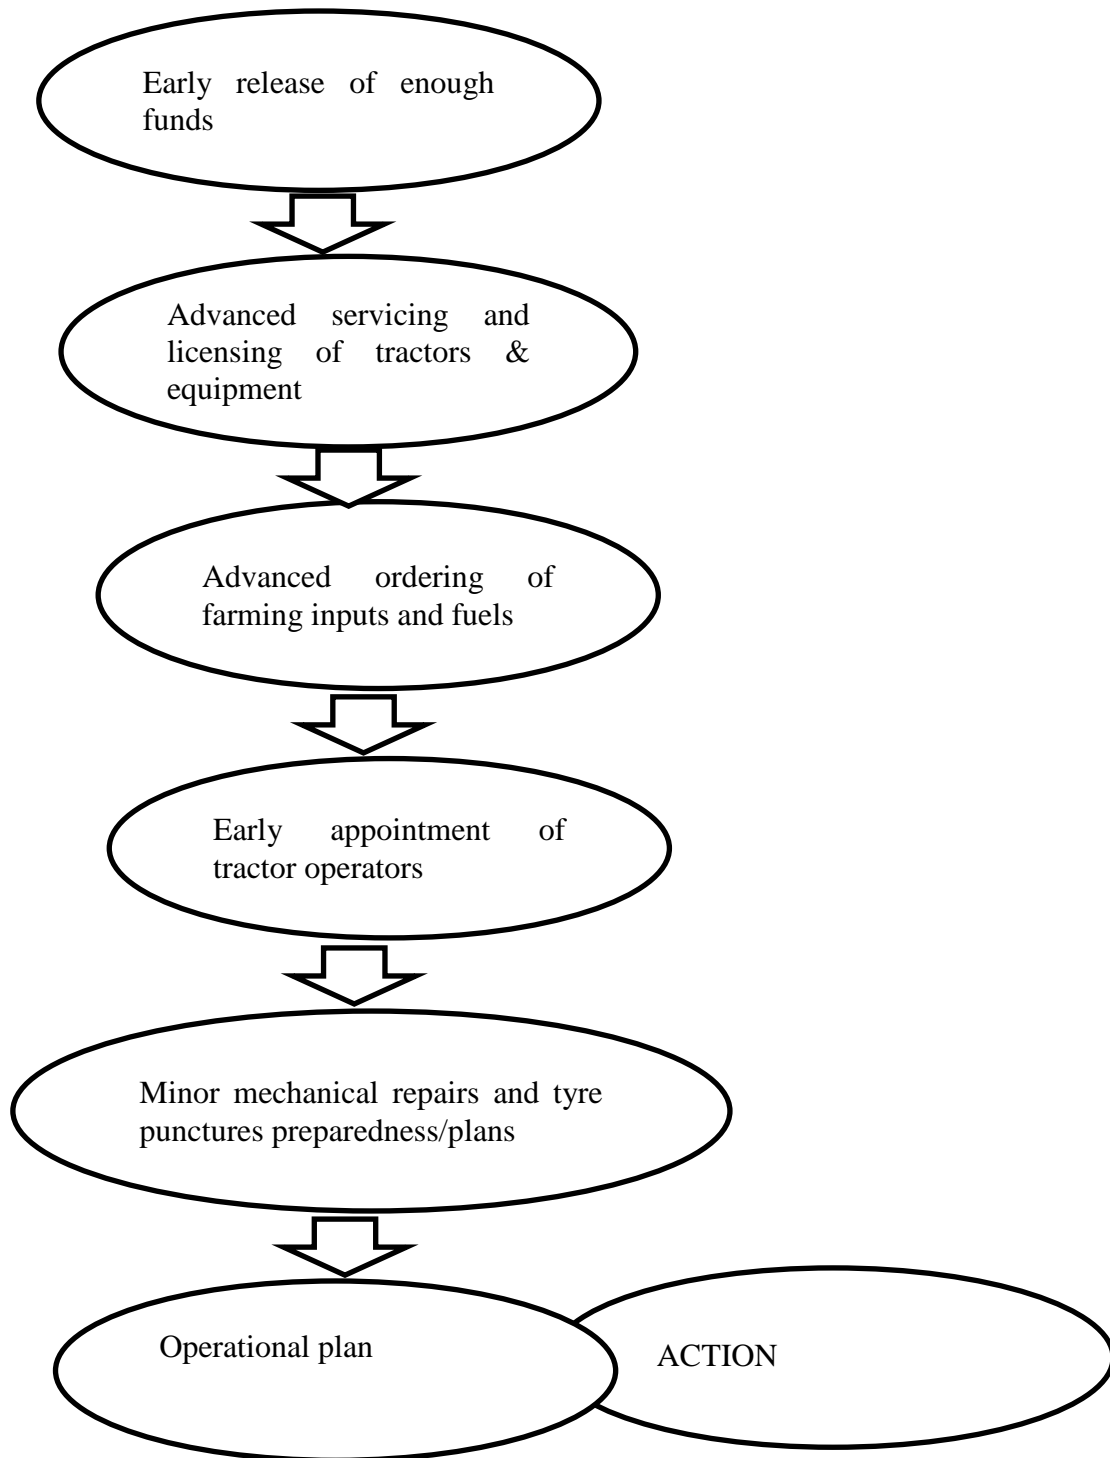 Early release of enough
funds
Advanced servicing and
licensing of tractors &
equipment
Advanced ordering of
farming inputs and fuels
Early appointment of
tractor operators
Minor mechanical repairs and tyre
punctures preparedness/plans
Operational plan
ACTION